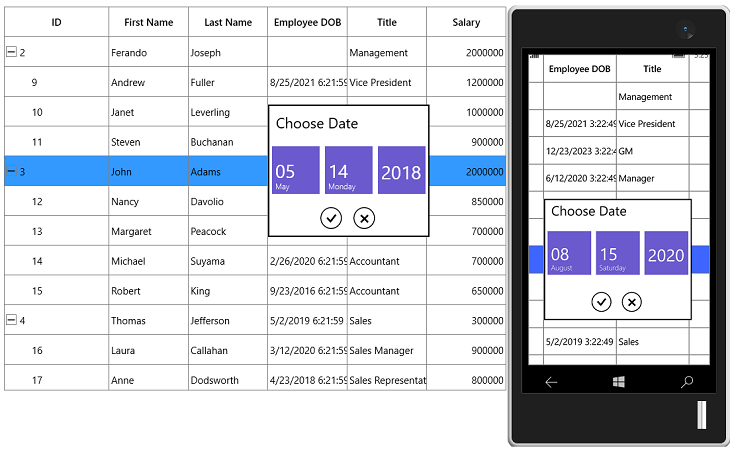 ID First Name Last Name Employee DOB Title Salary
2 Ferando Joseph Management 2000000
9 Andrew Fuller 8/25/2021 6:21:59 Vice President 1200000
10 Janet Leverling 1000000
11 Steven Buchanan 900000
3 John Adams 2000000
12 Nancy Davolio 850000
13 Margaret Peacock 700000
14 Michael Suyama 2/26/2020 6:21:59 Accountant 700000
15 Robert King 9/23/2016 6:21:59 Accountant 650000
4 Thomas Jefferson 5/2/2019 6:21:59 Sales 300000
16 Laura Callahan 3/12/2020 6:21:59 Sales Manager 900000
17 Anne Dodsworth 4/23/2018 6:21:59 Sales Representat 800000
Choose Date
05 14 2018
May Monday
Employee DOB Title
Management
8/25/2021 3:22:49 Vice President
12/23/2023 3:22:4 GM
6/12/2020 3:22:49 Manager
Choose Date
08 15 2020
August Saturday
5/2/2019 3:22:49 Sales